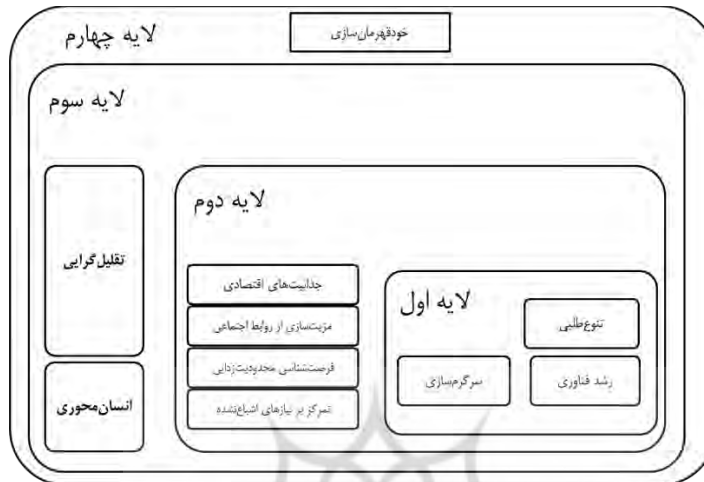 لایه چهارم
خودقهرمان‌سازی
لایه سوم
تقلیل‌گرایی
انسان‌محوری
لایه دوم
جذابیت‌های اقتصادی
مزیت‌سازی از روابط اجتماعی
فرصت‌شناسی محدودیت‌زدایی
تمرکز بر نیازهای اشباع‌نشده
لایه اول
تنوع‌طلبی
رشد فناوری
سرگرم‌سازی